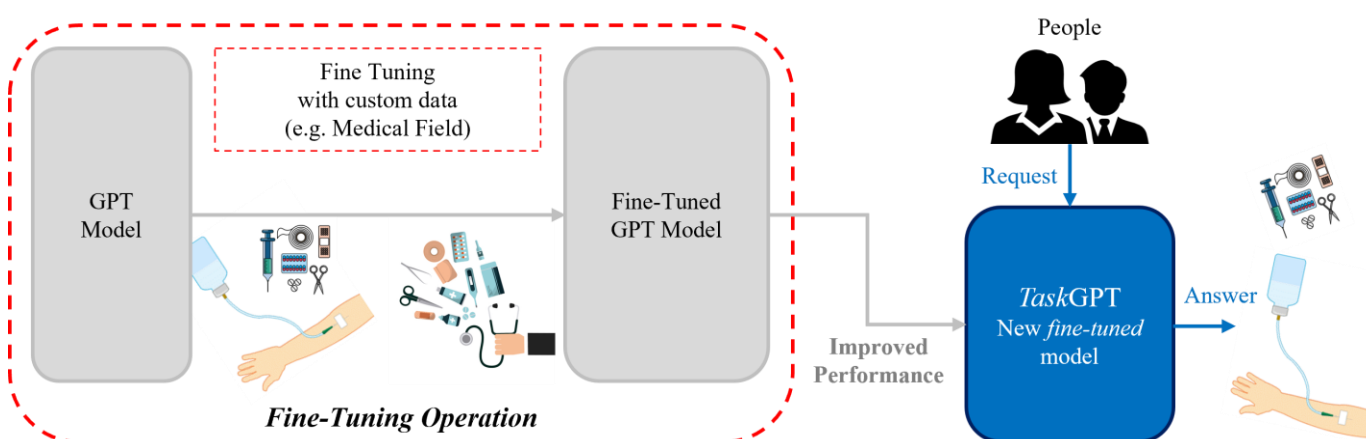 Fine Tuning
with custom data
(e.g. Medical Field)
GPT
Model
Fine-Tuned
GPT Model
Fine-Tuning Operation
Improved
Performance
People
Request
TaskGPT
New fine-tuned
model
Answer